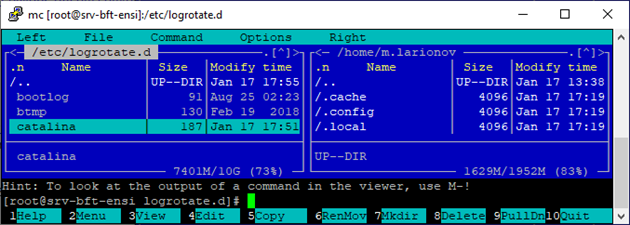 mc [root@srv-bft-ensi]:/etc/logrotate.d
Left File Command Options Right
/etc/logrotate.d .[^]> <— /home/m.larionov .[^]>
.n Name Size Modify time .n Name Size Modify time
/.. UP--DIR Jan 17 17:55 /.. UP--DIR Jan 17 13:38
bootlog 91 Aug 25 02:23 /.cache 4096 Jan 17 17:19
btmp 130 Feb 19 2018 /.config 4096 Jan 17 17:19
catalina 187 Jan 17 17:51 /.local 4096 Jan 17 17:19
catalina UP--DIR
7401M/10G (73%) 1629M/1952M (83%)
Hint: To look at the output of a command in the viewer, use M-!
[root@srv-bft-ensi logrotate.d]#
1Help 2Menu 3View 4Edit 5Copy 6RenMov 7Mkdir 8Delete 9PullDn 10Quit